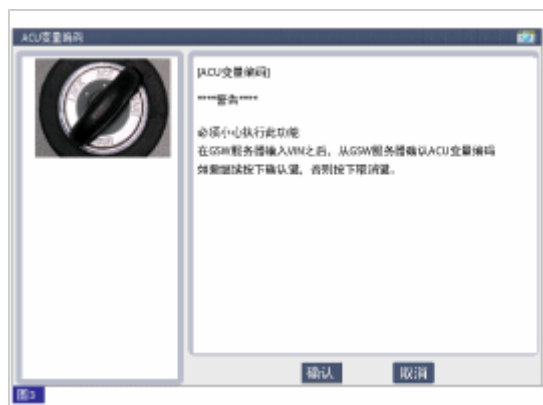 ACU变量编码
[ACU变量编码]
****警告****
必须小心执行此功能
在GSW服务器输入VIN之后，从GSW服务器确认ACU变量编码
如要继续按下确认键，否则按下取消键。
确认
取消
图3